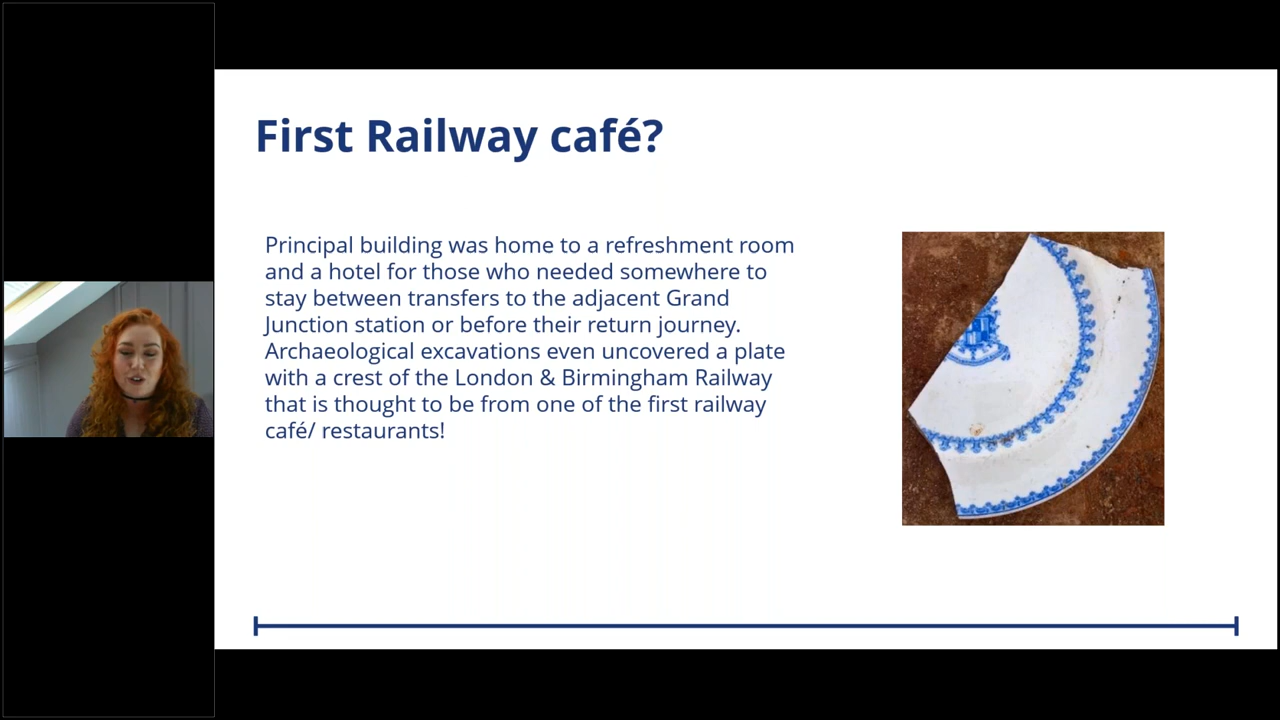 First Railway café?
Principal building was home to a refreshment room
and a hotel for those who needed somewhere to
stay between transfers to the adjacent Grand
Junction station or before their return journey.
Archaeological excavations even uncovered a plate
with a crest of the London & Birmingham Railway
that is thought to be from one of the first railway
café/ restaurants!